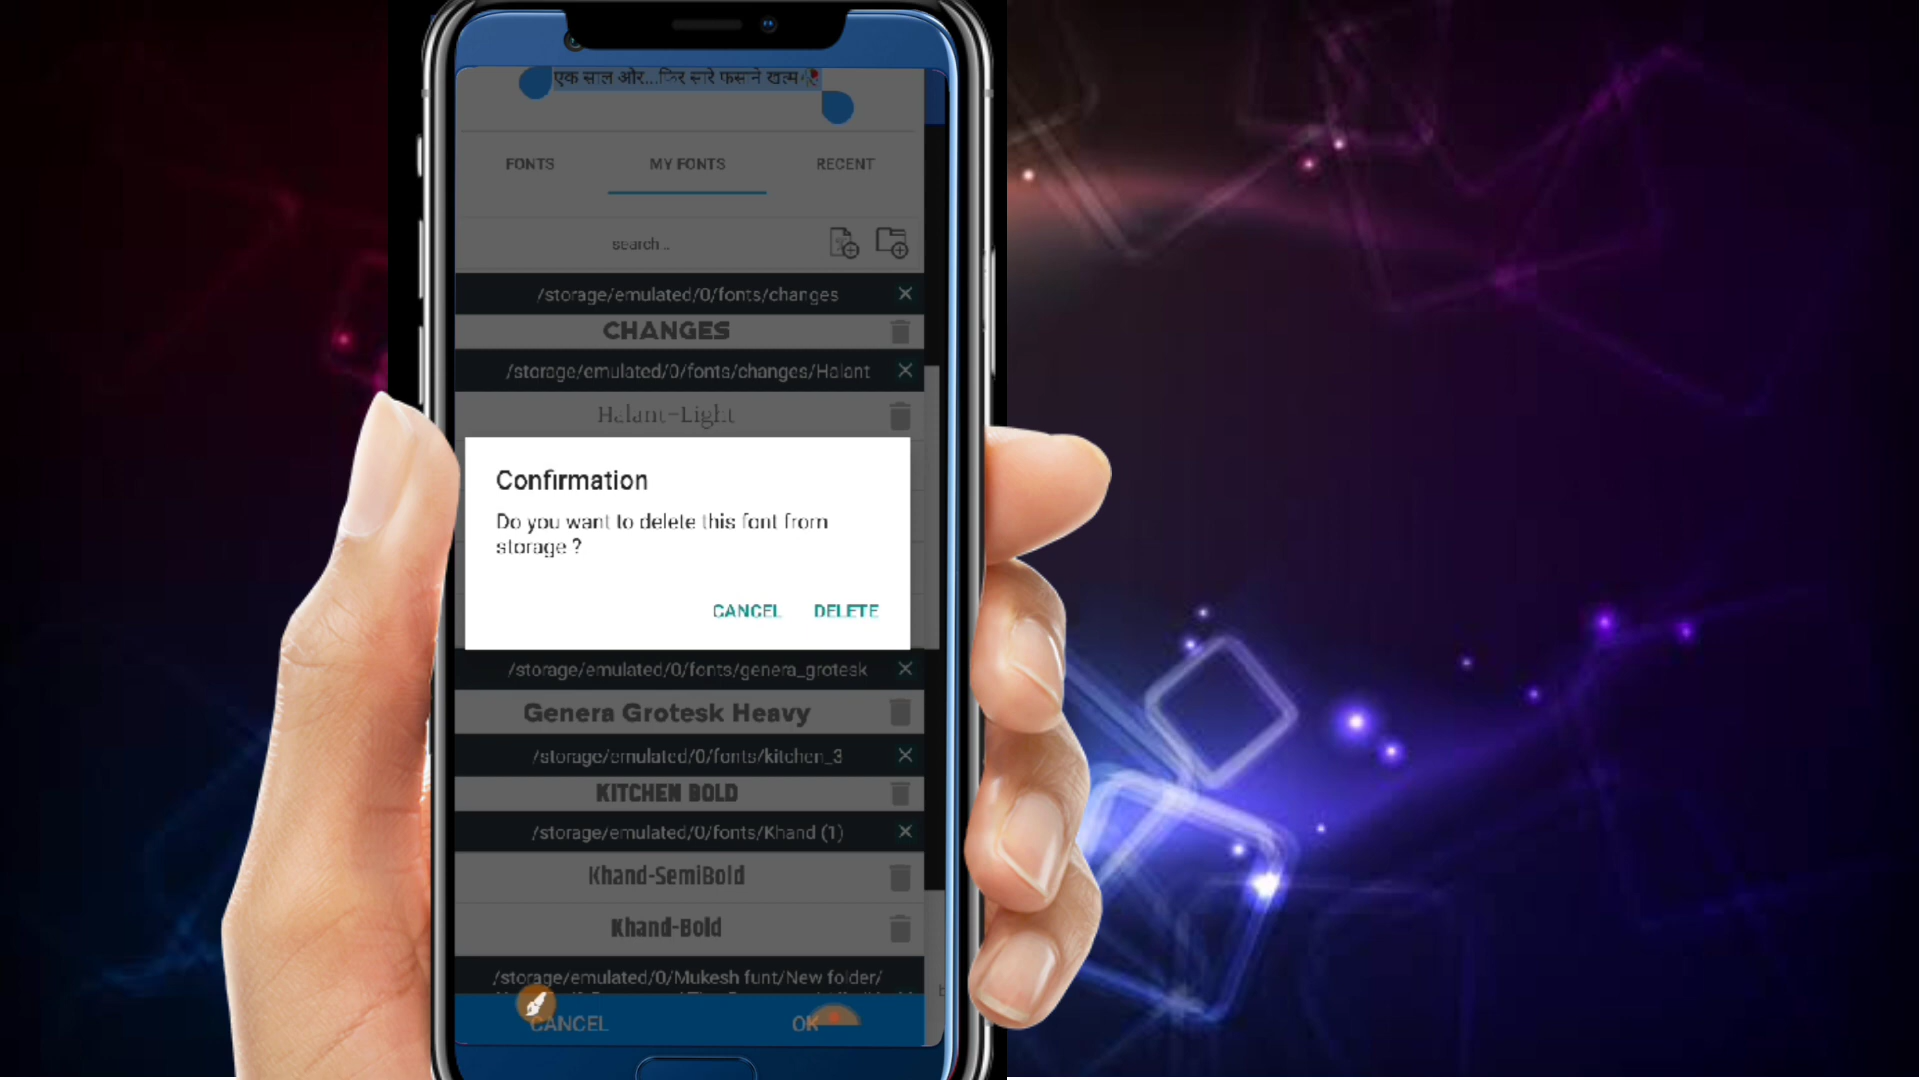 एक साल और...फिर सारे फसाने खत्म🥀
FONTS MY FONTS RECENT
search...
/storage/emulated/0/fonts/changes
CHANGES
/storage/emulated/0/fonts/changes/Halant
Halant-Light
Confirmation
Do you want to delete this font from
storage ?
CANCEL DELETE
/storage/emulated/0/fonts/genera_grotesk
Genera Grotesk Heavy
/storage/emulated/0/fonts/kitchen_3
KITCHEN BOLD
/storage/emulated/0/fonts/Khand (1)
Khand-SemiBold
Khand-Bold
/storage/emulated/0/Mukesh funt/New folder/
CANCEL OK